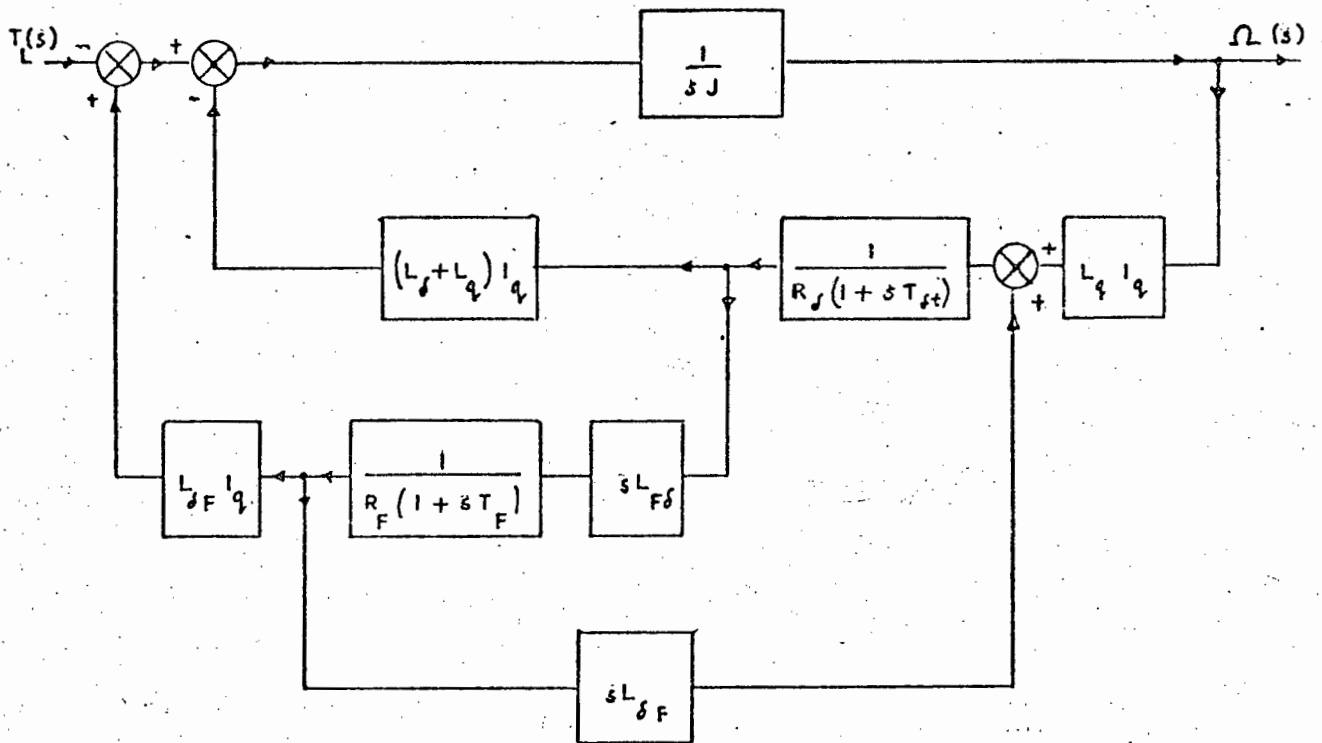 T_L(s) − + − + Ω(s)
1 / sJ
(L_δ + L_q) I_q
1 / R_δ(1 + sT_δt)
+ +
L_q I_q
L_δF I_q
1 / R_F(1 + sT_F)
sL_Fδ
sL_δF